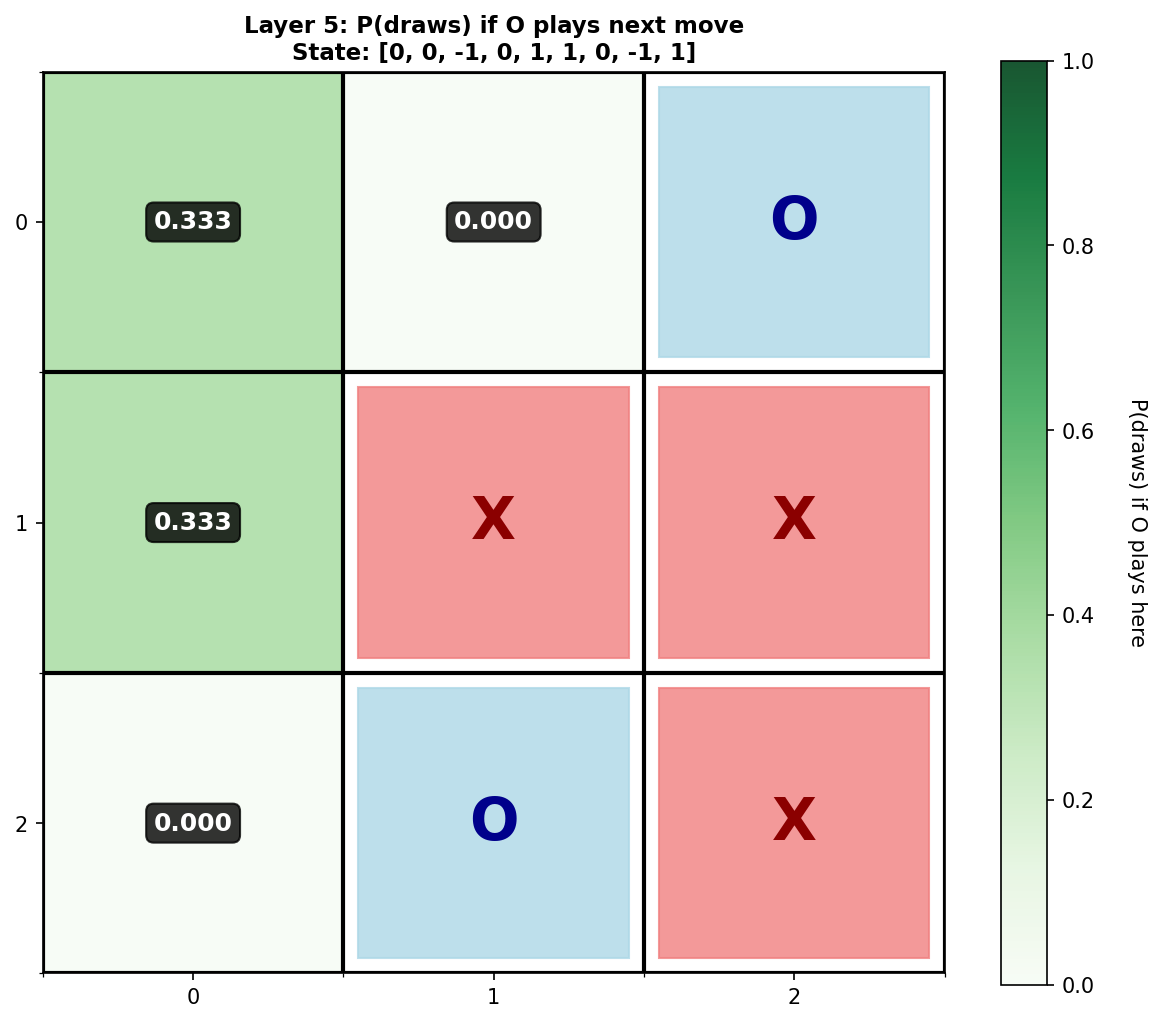 Layer 5: P(draws) if O plays next move
State: [0, 0, -1, 0, 1, 1, 0, -1, 1]
0.333
0.000
O
0.333
X
X
0.000
O
X
0
1
2
0
1
2
1.0
0.8
0.6
0.4
0.2
0.0
P(draws) if O plays here